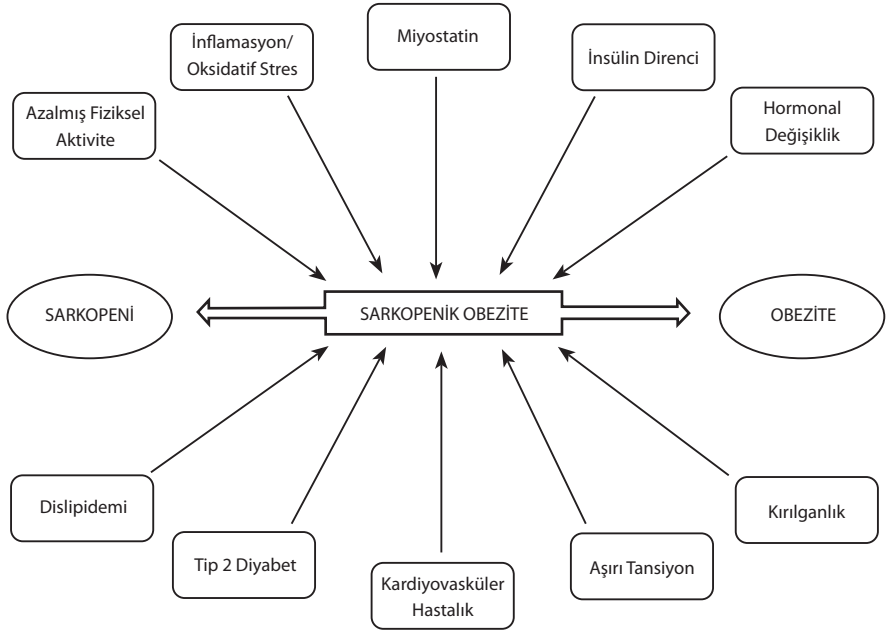 Azalmış Fiziksel
Aktivite
İnflamasyon/
Oksidatif Stres
Miyostatin
İnsülin Direnci
Hormonal
Değişiklik
SARKOPENİ
SARKOPENİK OBEZİTE
OBEZİTE
Dislipidemi
Tip 2 Diyabet
Kardiyovasküler
Hastalık
Aşırı Tansiyon
Kırılganlık